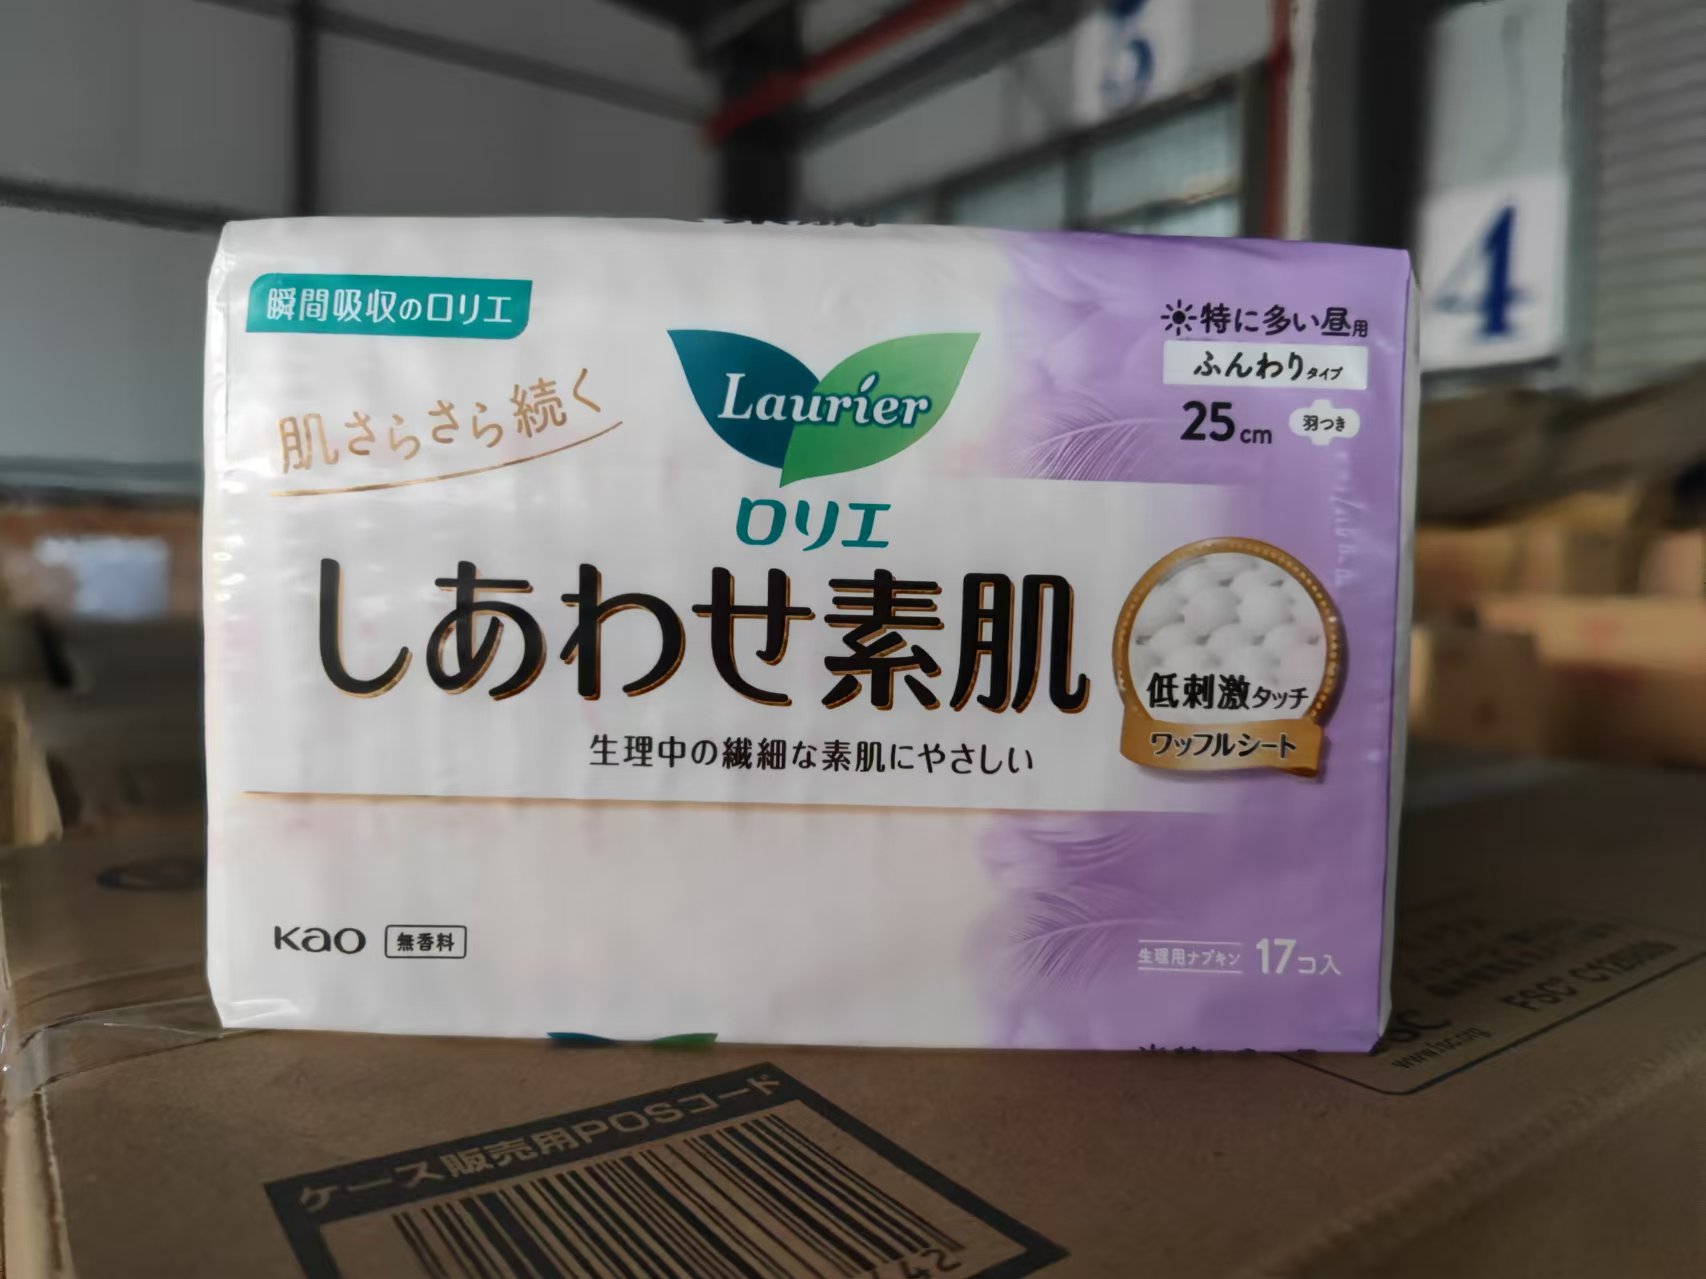 3
4
瞬間吸収のロリエ
肌さらさら続く
Laurier
ロリエ
しあわせ素肌
生理中の繊細な素肌にやさしい
特に多い昼用
ふんわりタイプ
25cm 羽つき
低刺激タッチ
ワッフルシート
Kao 無香料
生理用ナプキン 17コ入
ケース販売用POSコード